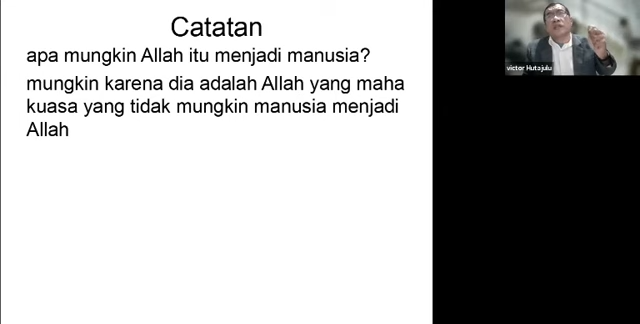 Catatan
apa mungkin Allah itu menjadi manusia?
mungkin karena dia adalah Allah yang maha
kuasa yang tidak mungkin manusia menjadi
Allah
victor Hutajulu